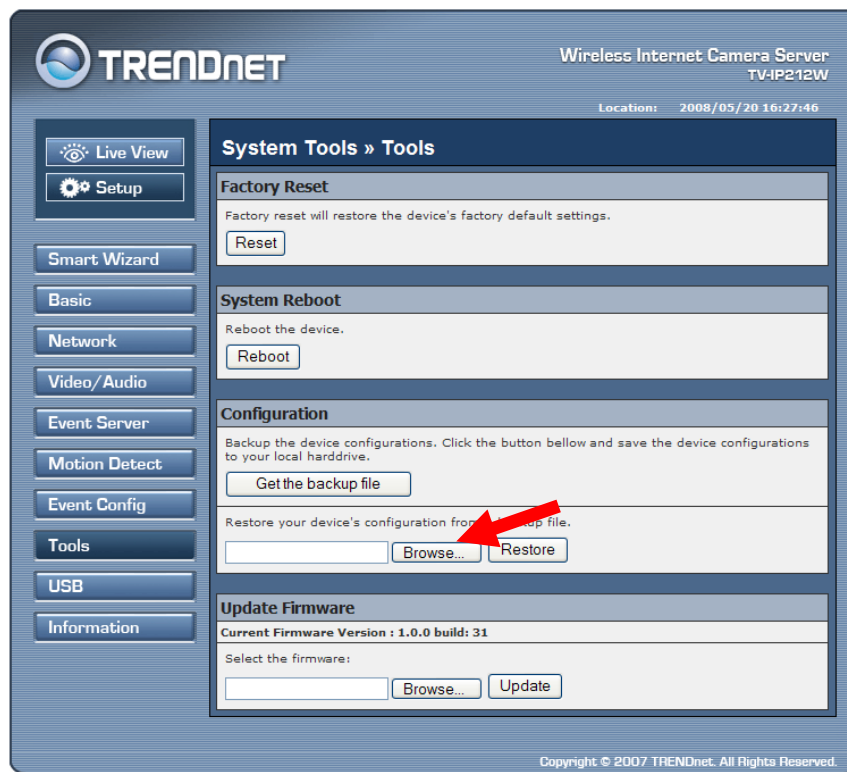 TRENDNET
Wireless Internet Camera Server
TV-IP212W
Location: 2008/05/20 16:27:46
Live View
Setup
Smart Wizard
Basic
Network
Video/Audio
Event Server
Motion Detect
Event Config
Tools
USB
Information
System Tools » Tools
Factory Reset
Factory reset will restore the device's factory default settings.
Reset
System Reboot
Reboot the device.
Reboot
Configuration
Backup the device configurations. Click the button bellow and save the device configurations
to your local harddrive.
Get the backup file
Restore your device's configuration from file.
Browse... Restore
Update Firmware
Current Firmware Version : 1.0.0 build: 31
Select the firmware:
Browse... Update
Copyright © 2007 TRENDnet. All Rights Reserved.